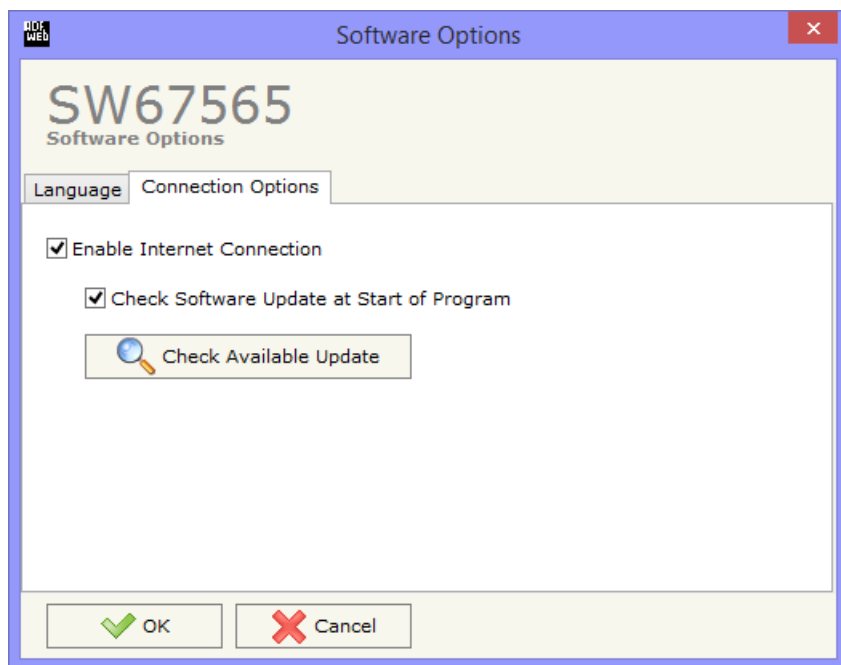 ADF
WEB
Software Options
SW67565
Software Options
Language
Connection Options
Enable Internet Connection
Check Software Update at Start of Program
Check Available Update
OK
Cancel